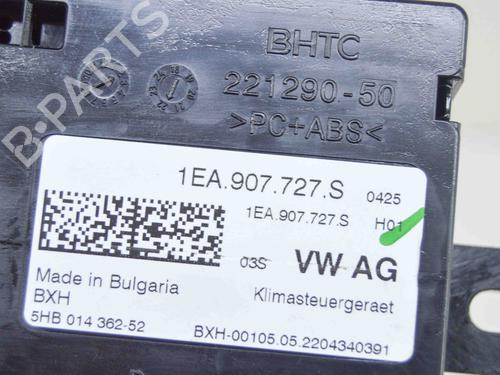 B-PARTS
BHTC
221290-50
>PC+ABS<
1EA.907.727.S 0425
1EA.907.727.S H01
03S VW AG
Made in Bulgaria
BXH Klimasteuergeraet
5HB 014 362-52 BXH-00105.05.2204340391